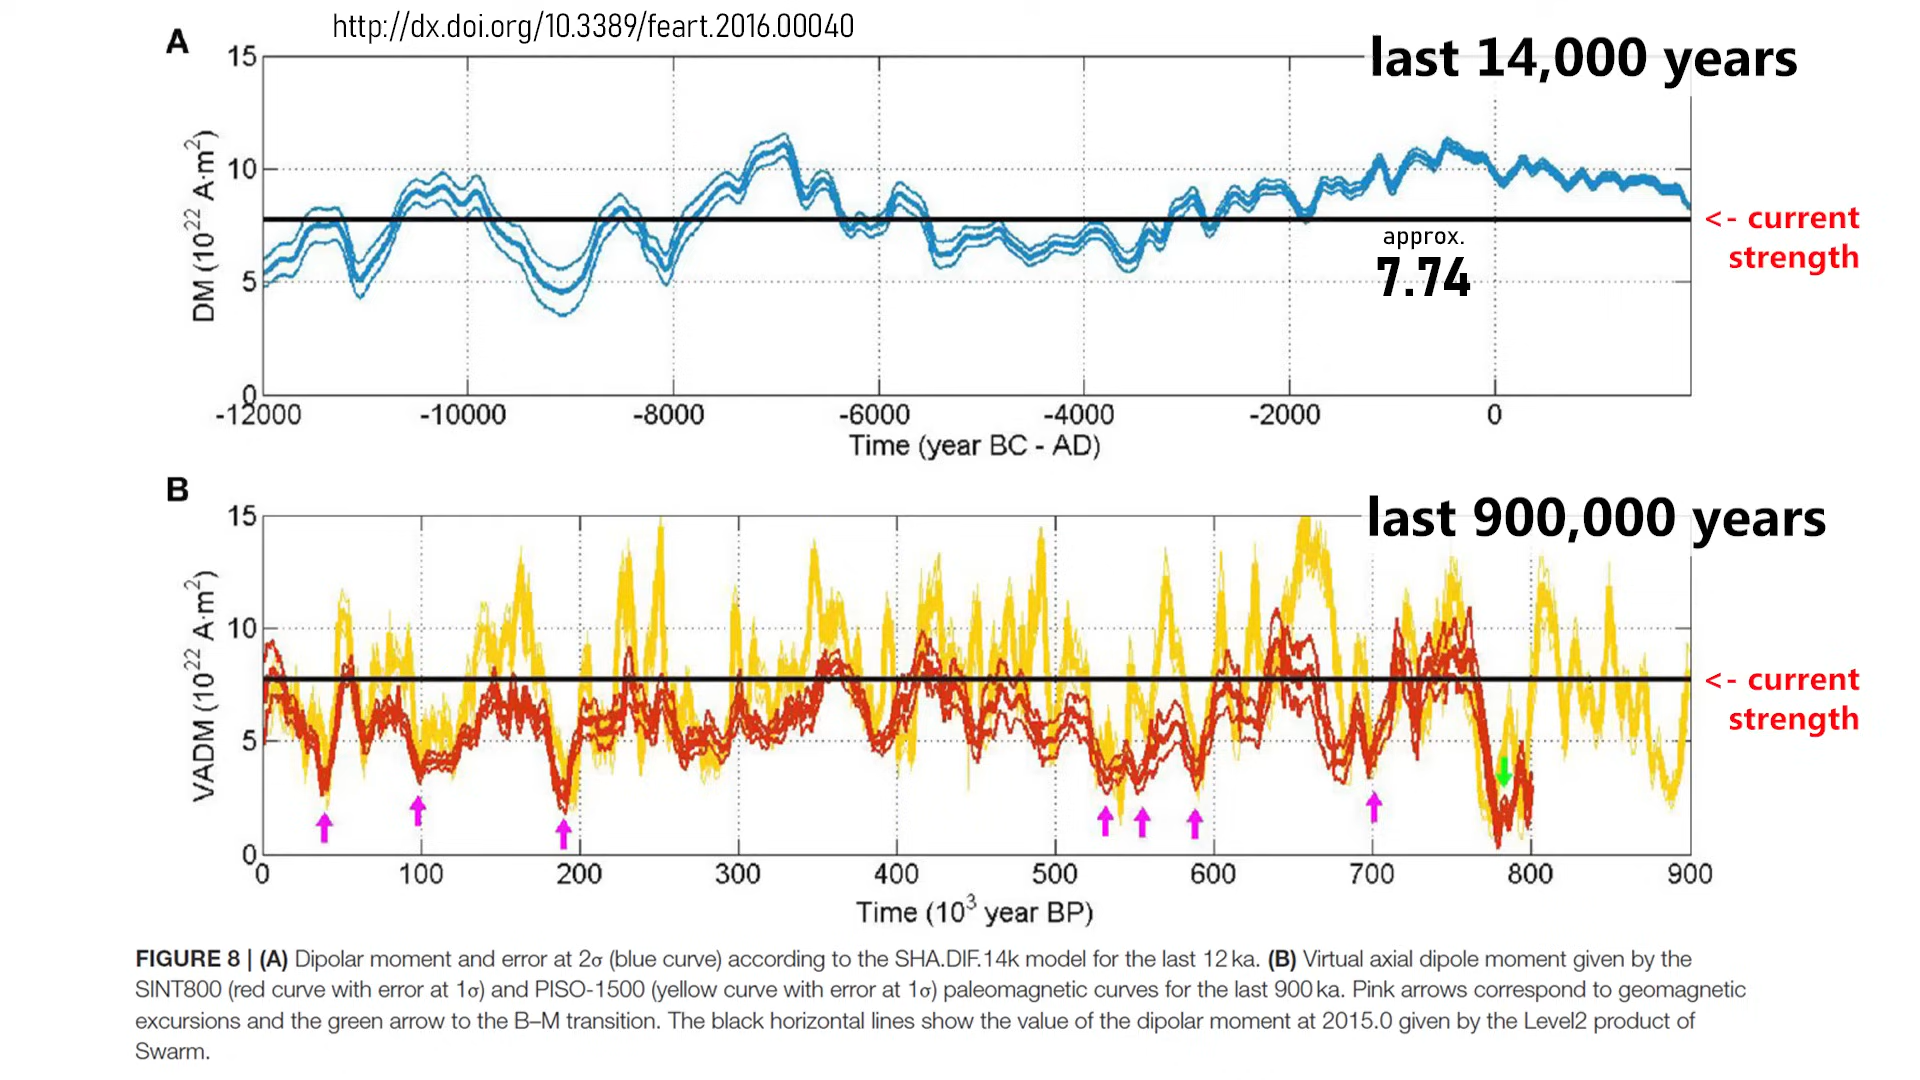 http://dx.doi.org/10.3389/feart.2016.00040
A
last 14,000 years
15
10
5
0
DM (10²² A·m²)
<- current
strength
approx.
7.74
-12000 -10000 -8000 -6000 -4000 -2000 0
Time (year BC - AD)
B
last 900,000 years
15
10
5
0
VADM (10²² A·m²)
<- current
strength
0 100 200 300 400 500 600 700 800 900
Time (10³ year BP)
FIGURE 8 | (A) Dipolar moment and error at 2σ (blue curve) according to the SHA.DIF.14k model for the last 12 ka. (B) Virtual axial dipole moment given by the
SINT800 (red curve with error at 1σ) and PISO-1500 (yellow curve with error at 1σ) paleomagnetic curves for the last 900 ka. Pink arrows correspond to geomagnetic
excursions and the green arrow to the B–M transition. The black horizontal lines show the value of the dipolar moment at 2015.0 given by the Level2 product of
Swarm.